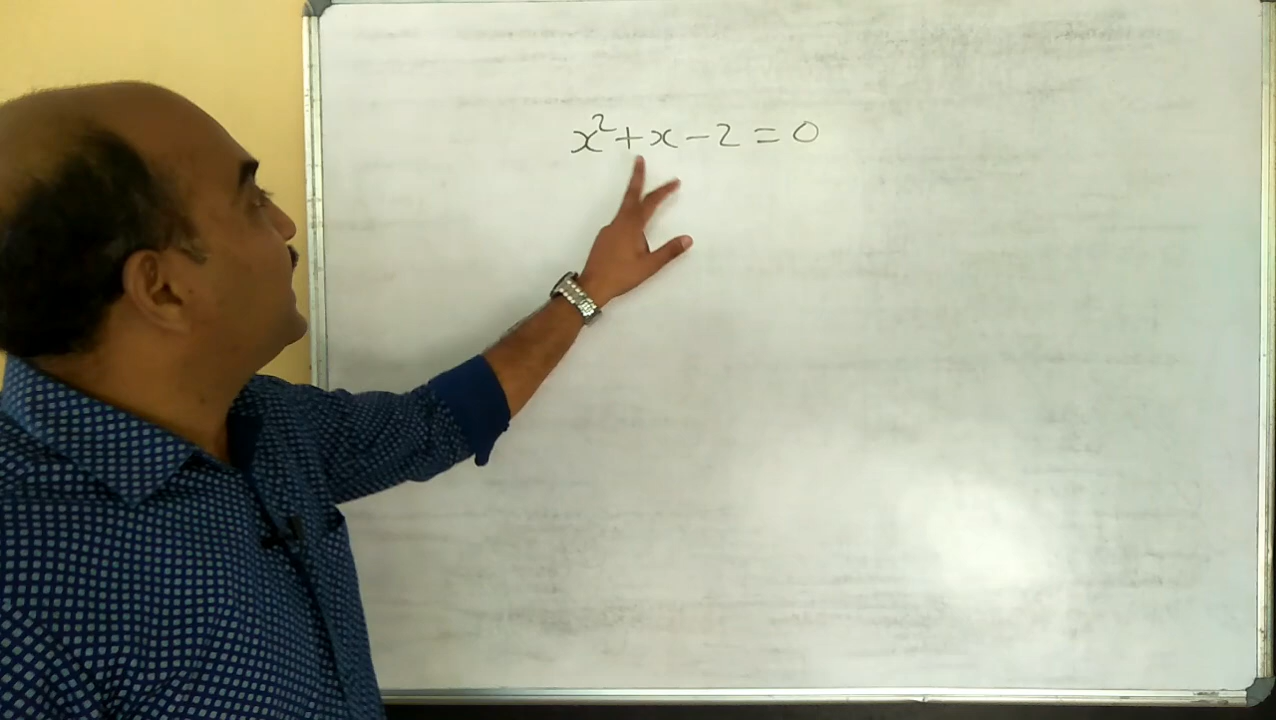 x² + x - 2 = 0